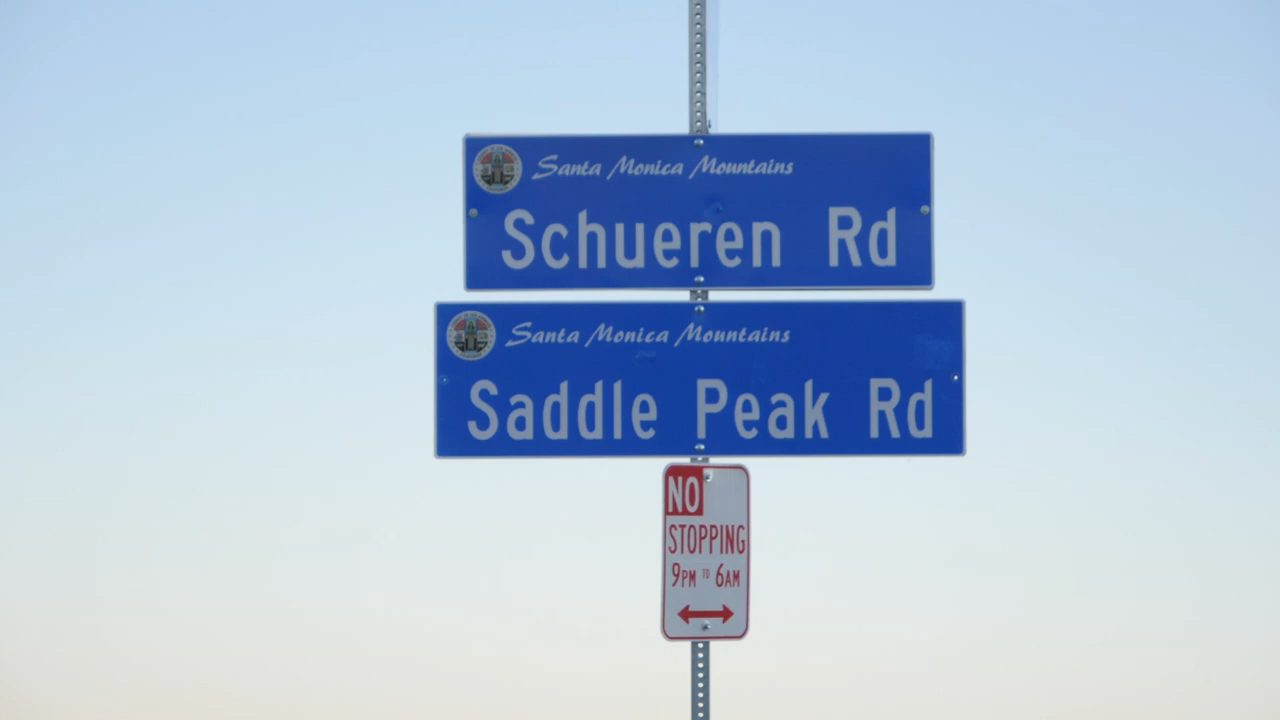 Santa Monica Mountains
Schueren Rd
Santa Monica Mountains
Saddle Peak Rd
NO
STOPPING
9PM TO 6AM